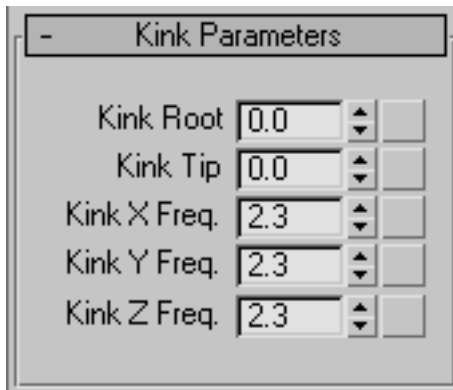 - Kink Parameters
Kink Root 0.0
Kink Tip 0.0
Kink X Freq. 2.3
Kink Y Freq. 2.3
Kink Z Freq. 2.3